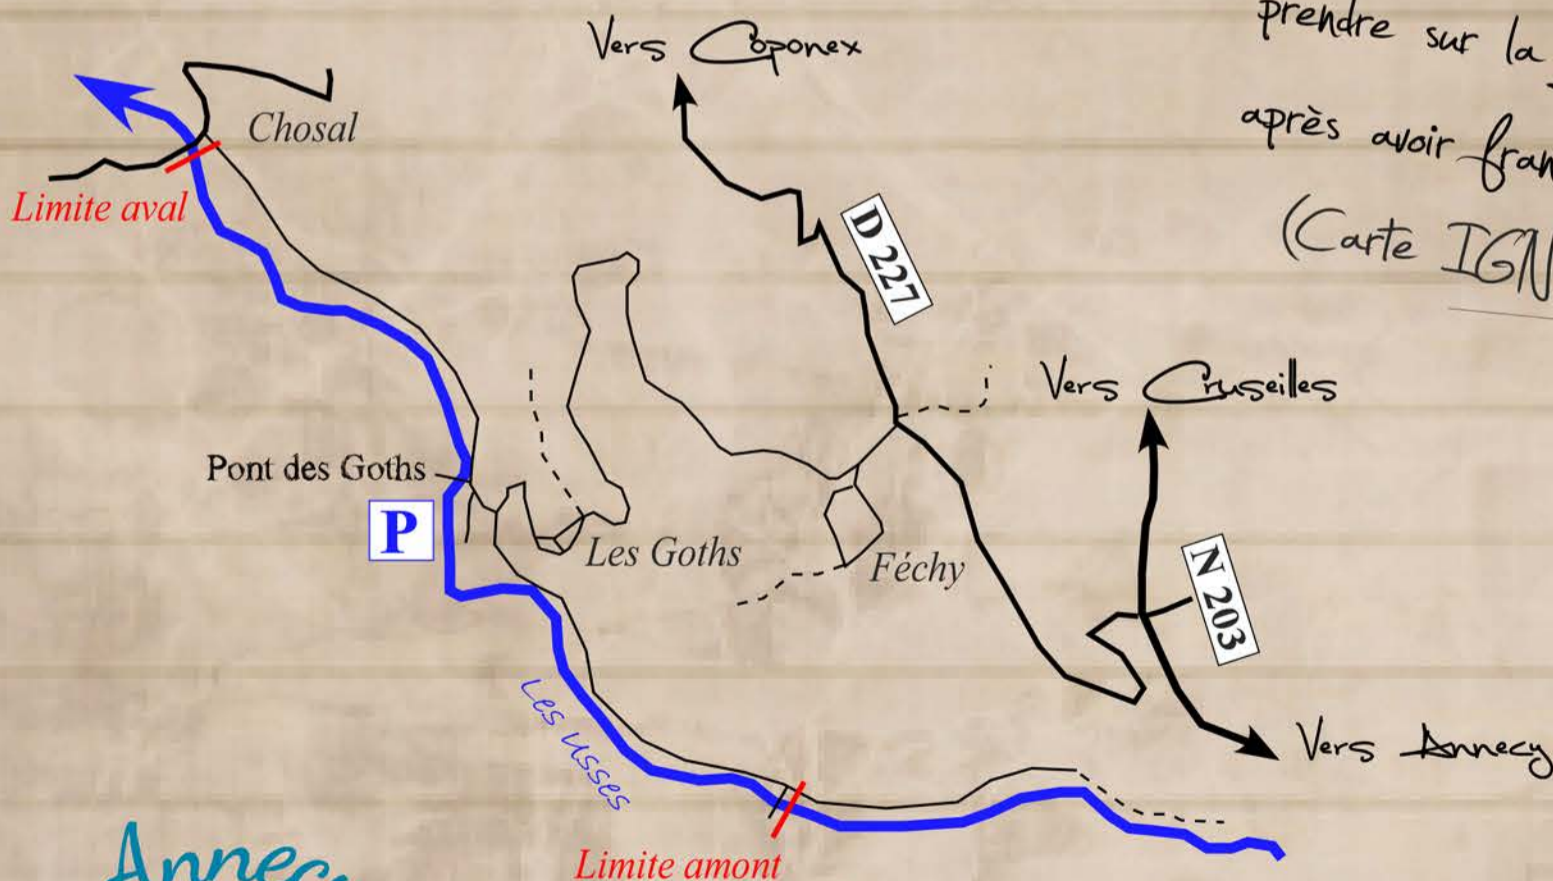 prendre sur la
après avoir
(Carte IGN
Vers Coponex
Chosal
Limite aval
D 227
Vers Cruseilles
Pont des Goths
P
Les Goths
Féchy
N 203
Les Usses
Vers Annecy
Limite amont